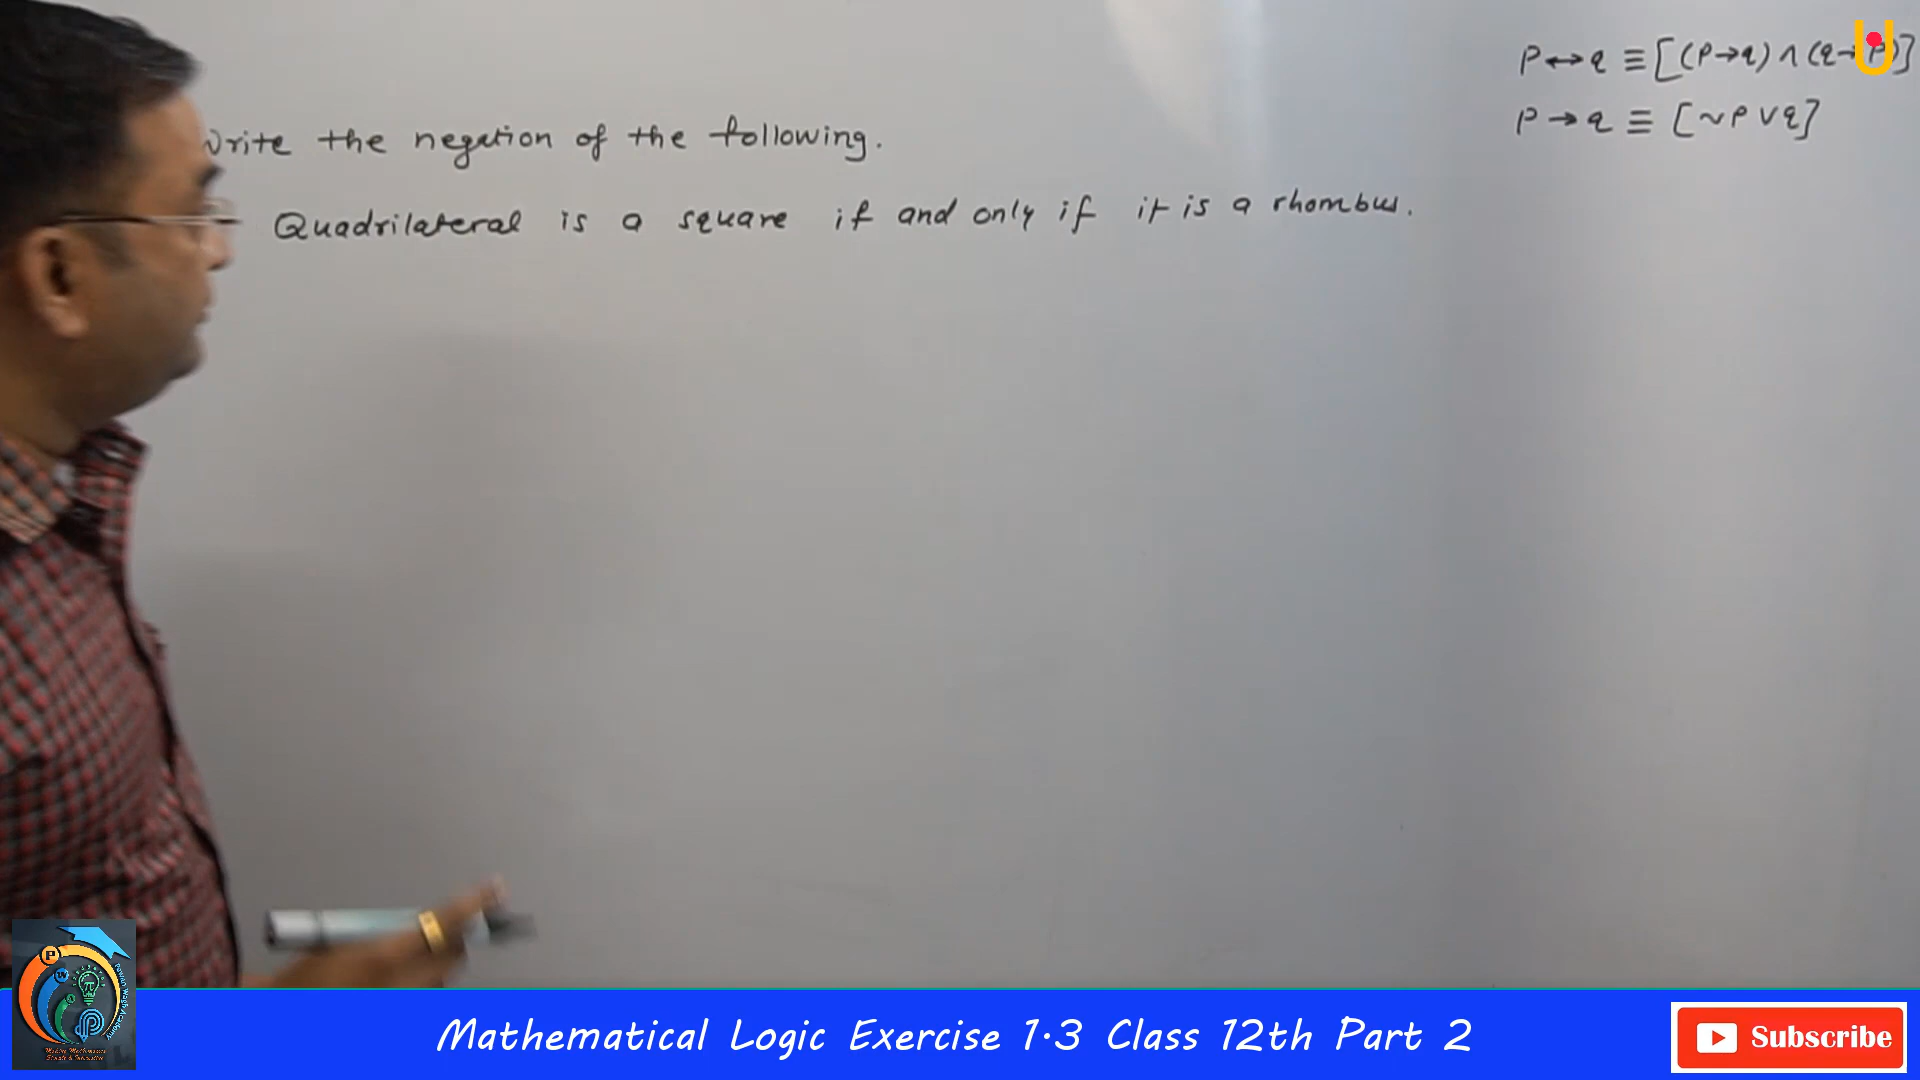 P ↔ q ≡ [(P→q) ∧ (q→P)]
P → q ≡ [~P ∨ q]
Write the negation of the following.
Quadrilateral is a square if and only if it is a rhombus.
Mathematical Logic Exercise 1.3 Class 12th Part 2
Subscribe